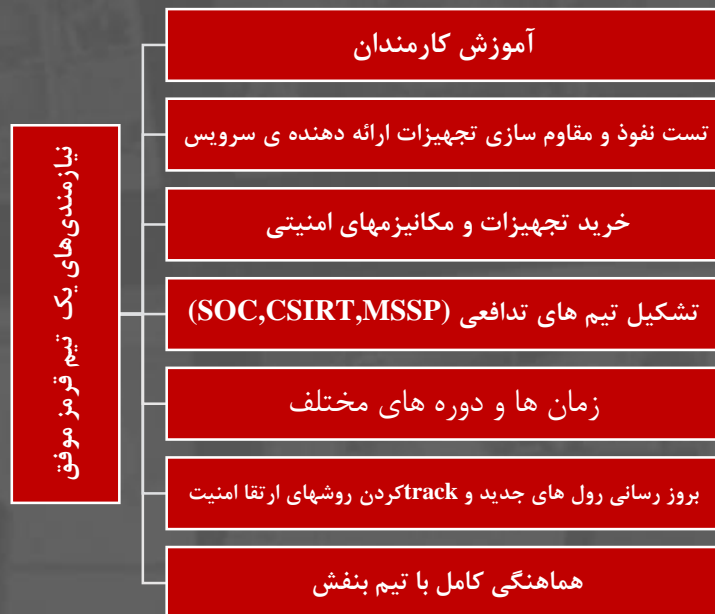 نیازمندی‌های یک تیم قرمز موفق
آموزش کارمندان
تست نفوذ و مقاوم سازی تجهیزات ارائه دهنده ی سرویس
خرید تجهیزات و مکانیزمهای امنیتی
تشکیل تیم های تدافعی (SOC,CSIRT,MSSP)
زمان ها و دوره های مختلف
بروز رسانی رول های جدید و trackکردن روشهای ارتقا امنیت
هماهنگی کامل با تیم بنفش